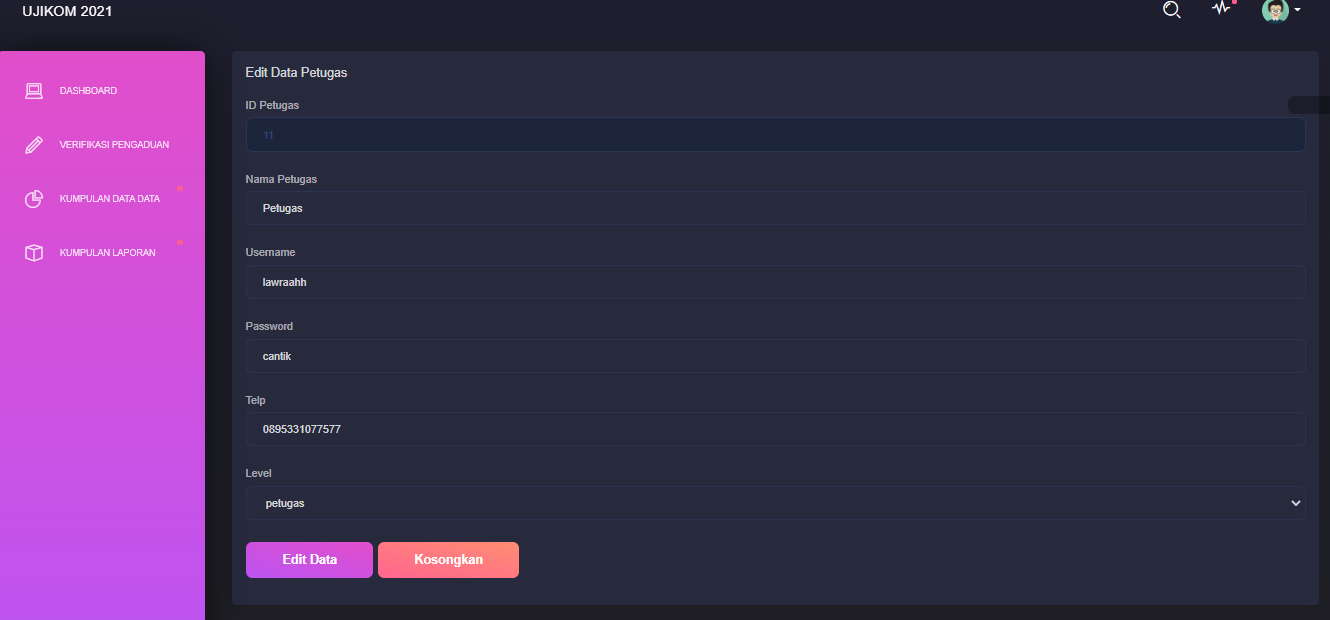 UJIKOM 2021
DASHBOARD
VERIFIKASI PENGADUAN
KUMPULAN DATA DATA
KUMPULAN LAPORAN
Edit Data Petugas
ID Petugas
11
Nama Petugas
Petugas
Username
lawraahh
Password
cantik
Telp
0895331077577
Level
petugas
Edit Data
Kosongkan